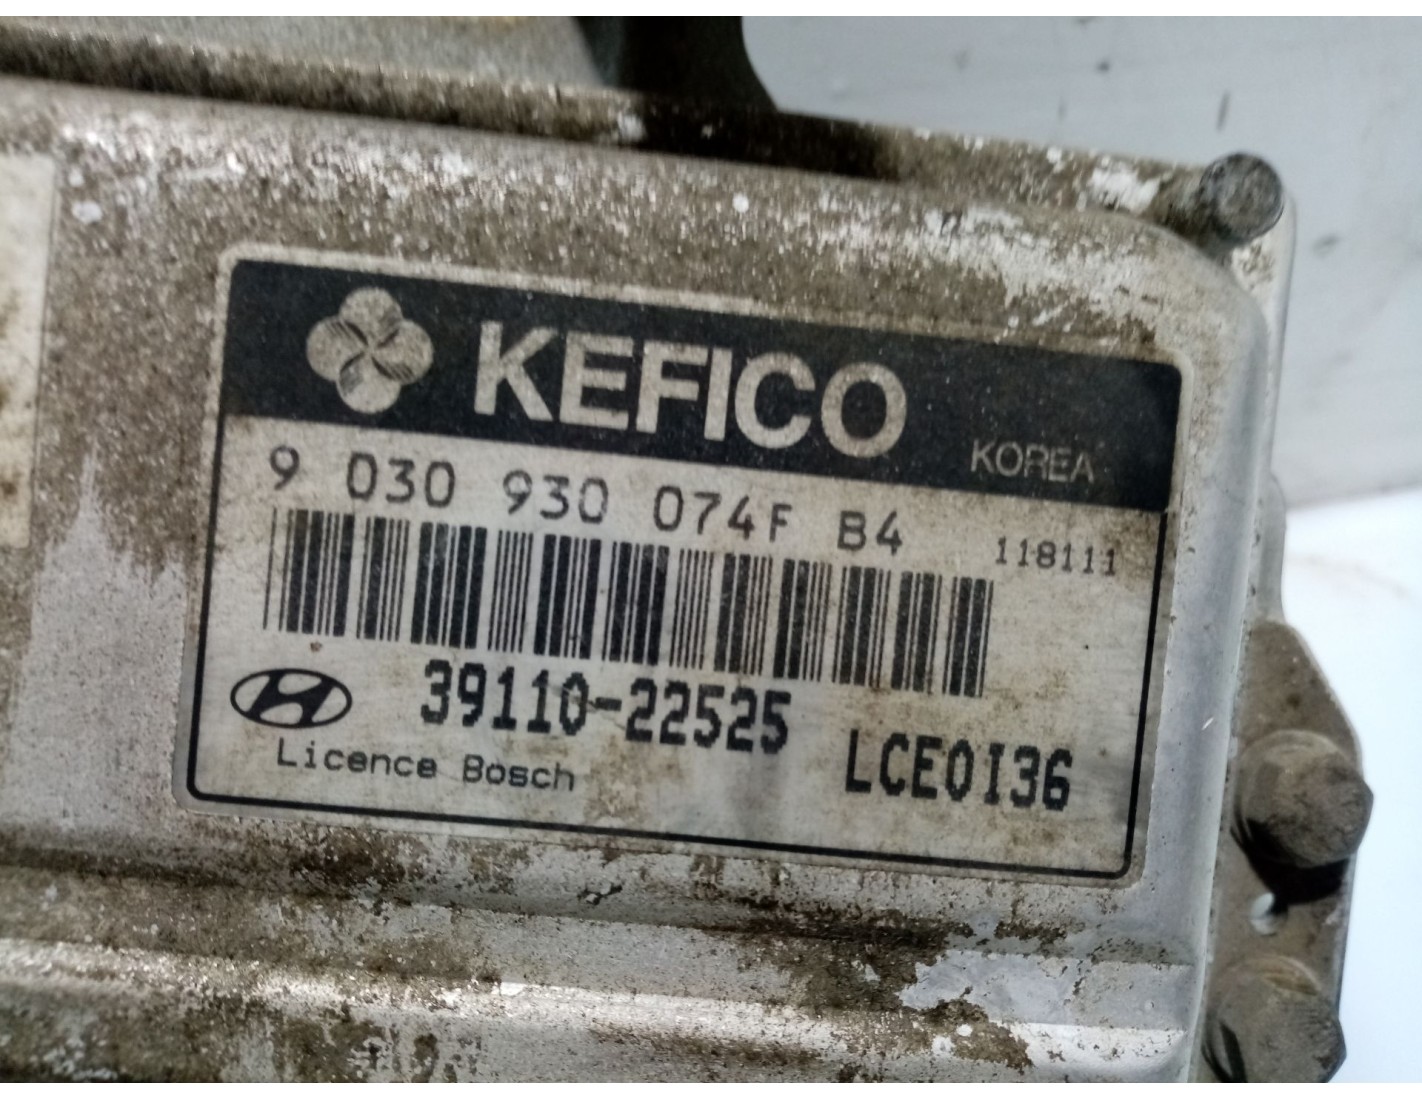 KEFICO KOREA
9 030 930 074F B4 118111
39110-22525 LCE0I36
Licence Bosch